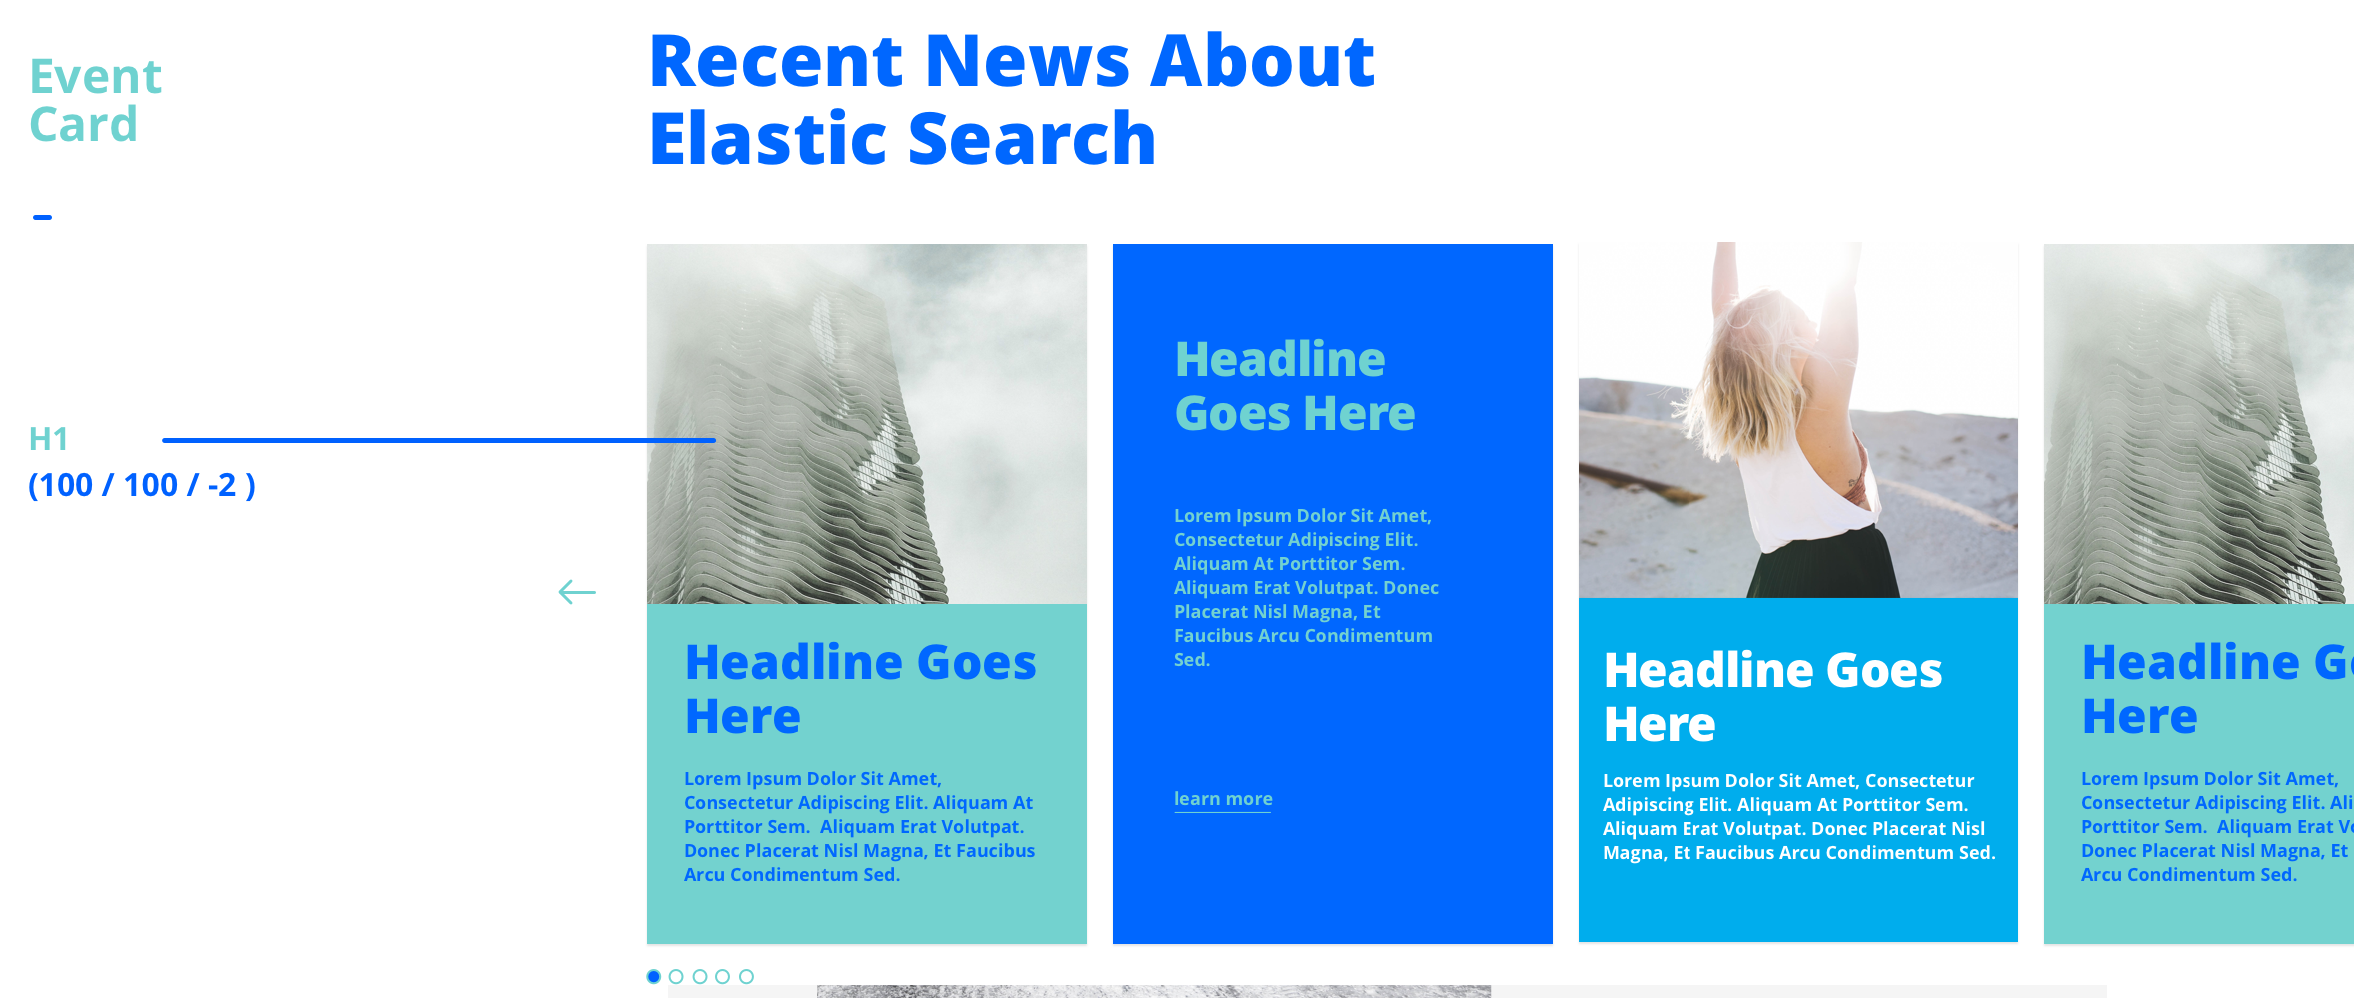 Event
Card
Recent News About
Elastic Search
H1
(100 / 100 / -2 )
Headline Goes
Here
Lorem Ipsum Dolor Sit Amet,
Consectetur Adipiscing Elit. Aliquam At
Porttitor Sem.  Aliquam Erat Volutpat.
Donec Placerat Nisl Magna, Et Faucibus
Arcu Condimentum Sed.
Headline
Goes Here
Lorem Ipsum Dolor Sit Amet,
Consectetur Adipiscing Elit.
Aliquam At Porttitor Sem.
Aliquam Erat Volutpat. Donec
Placerat Nisl Magna, Et
Faucibus Arcu Condimentum
Sed.
learn more
Headline Goes
Here
Lorem Ipsum Dolor Sit Amet, Consectetur
Adipiscing Elit. Aliquam At Porttitor Sem.
Aliquam Erat Volutpat. Donec Placerat Nisl
Magna, Et Faucibus Arcu Condimentum Sed.
Headline
Here
Lorem Ipsum Dolor Sit Amet,
Consectetur Adipiscing Elit.
Porttitor Sem.  Aliquam Erat
Donec Placerat Nisl Magna, Et
Arcu Condimentum Sed.